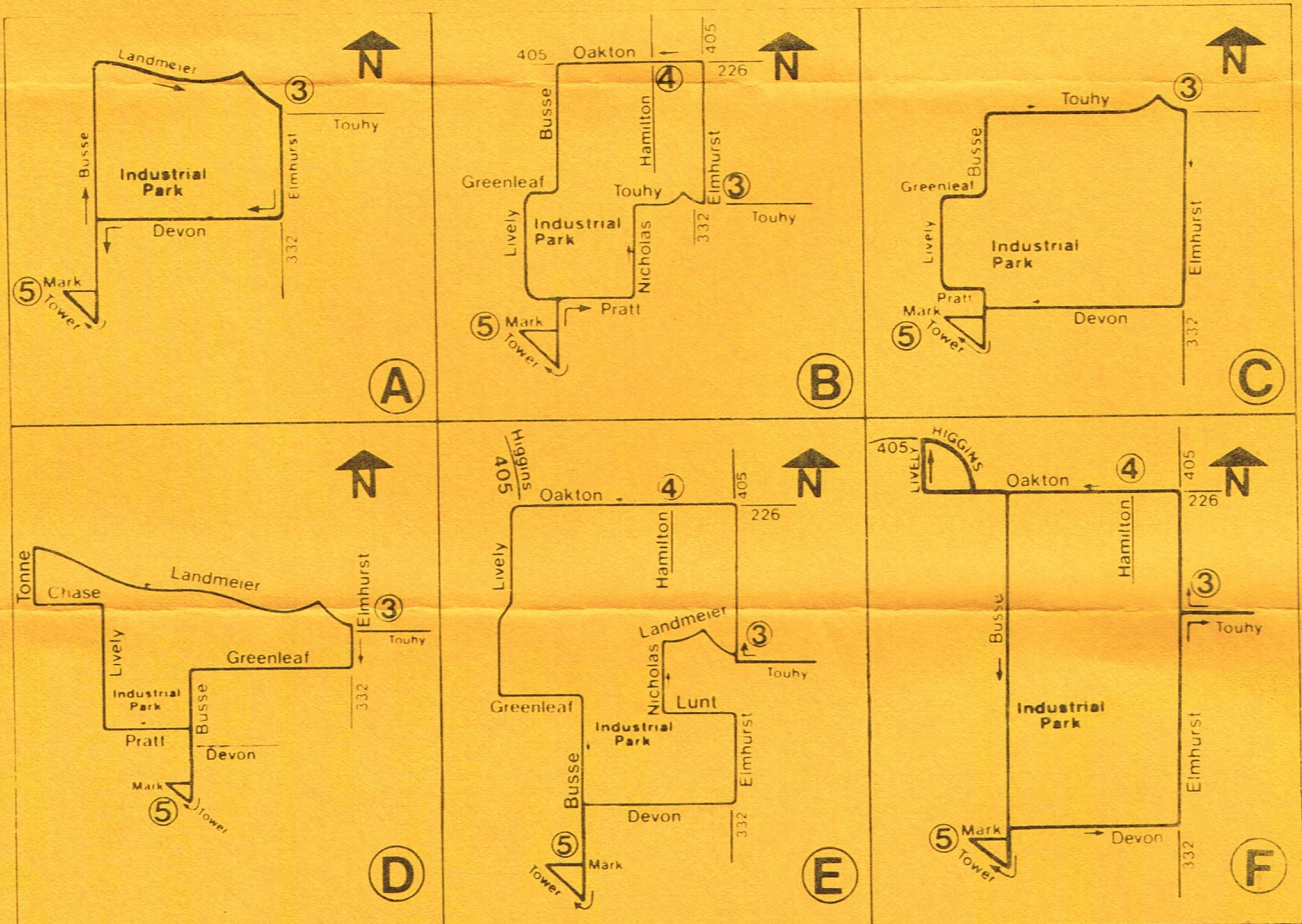 Landmeier
N
3
Touhy
Busse
Industrial
Park
Elmhurst
Devon
332
5
Mark
Tower
A
405
Oakton
405
226
N
4
Busse
Hamilton
Elmhurst
Greenleaf
Touhy
3
Touhy
Lively
Industrial
Park
Nicholas
332
Pratt
5
Mark
Tower
B
N
Touhy
3
Busse
Greenleaf
Lively
Industrial
Park
Elmhurst
Pratt
Mark
5
Tower
Devon
332
C
N
Tonne
Landmeier
Elmhurst
3
Chase
Touhy
Lively
Greenleaf
Industrial
Park
Busse
332
Pratt
Devon
Mark
5
Tower
D
Higgins
405
Oakton
4
405
226
N
Lively
Hamilton
Landmeier
3
Touhy
Nicholas
Greenleaf
Lunt
Industrial
Park
Busse
Elmhurst
Devon
332
5
Mark
Tower
E
405
LIVELY
HIGGINS
Oakton
4
405
226
N
Hamilton
3
Touhy
Busse
Industrial
Park
Elmhurst
5
Mark
Tower
Devon
332
F